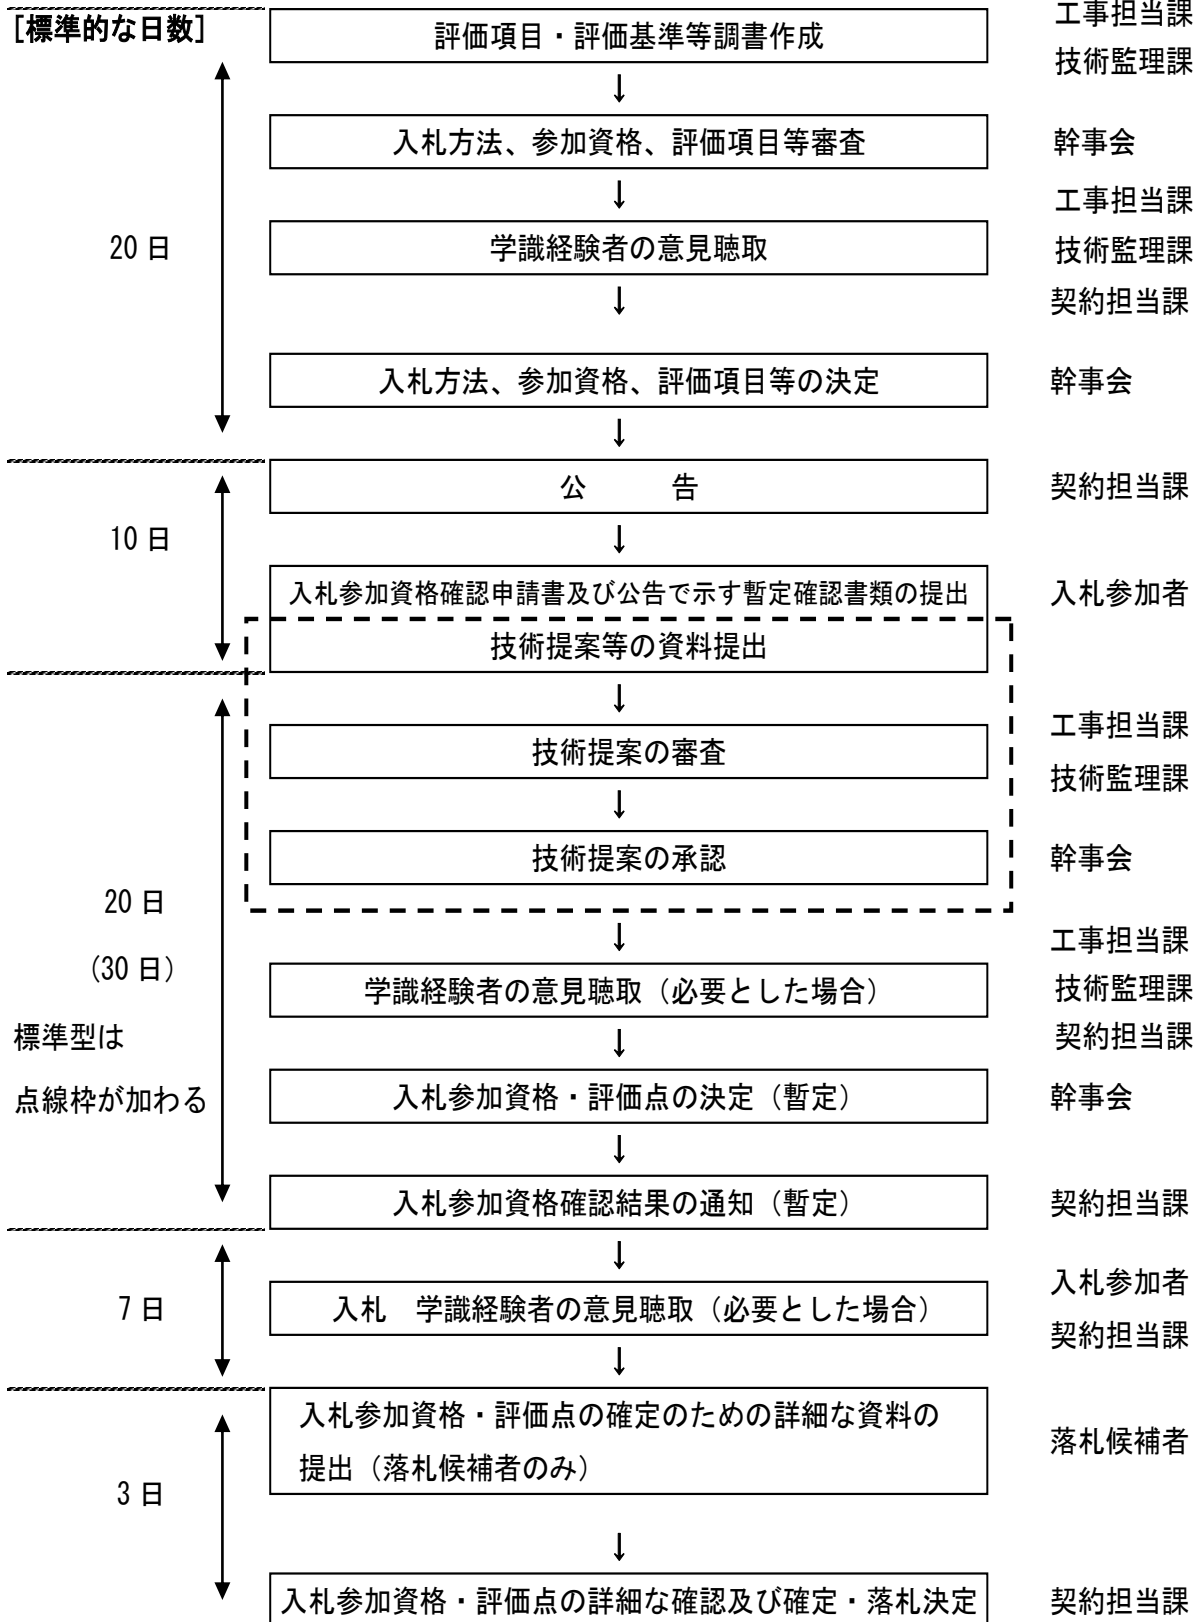 [標準的な日数]
評価項目・評価基準等調書作成
工事担当課
技術監理課
↓
入札方法、参加資格、評価項目等審査
幹事会
↓
20 日
学識経験者の意見聴取
工事担当課
技術監理課
契約担当課
↓
入札方法、参加資格、評価項目等の決定
幹事会
↓
公　　告
契約担当課
10 日
↓
入札参加資格確認申請書及び公告で示す暫定確認書類の提出
入札参加者
技術提案等の資料提出
↓
技術提案の審査
工事担当課
技術監理課
↓
技術提案の承認
幹事会
20 日
(30 日)
標準型は
点線枠が加わる
↓
学識経験者の意見聴取（必要とした場合）
工事担当課
技術監理課
契約担当課
↓
入札参加資格・評価点の決定（暫定）
幹事会
↓
入札参加資格確認結果の通知（暫定）
契約担当課
↓
7 日
入札　学識経験者の意見聴取（必要とした場合）
入札参加者
契約担当課
↓
入札参加資格・評価点の確定のための詳細な資料の
提出（落札候補者のみ）
落札候補者
3 日
↓
入札参加資格・評価点の詳細な確認及び確定・落札決定
契約担当課